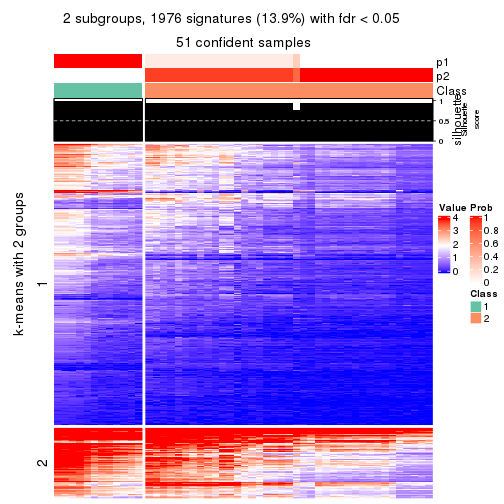 2 subgroups, 1976 signatures (13.9%) with fdr < 0.05
51 confident samples
p1
p2
Class
silhouette
Silhouette
score
1
0.5
0
k-means with 2 groups
1
2
Value
4
3
2
1
0
Prob
1
0.8
0.6
0.4
0.2
0
Class
1
2